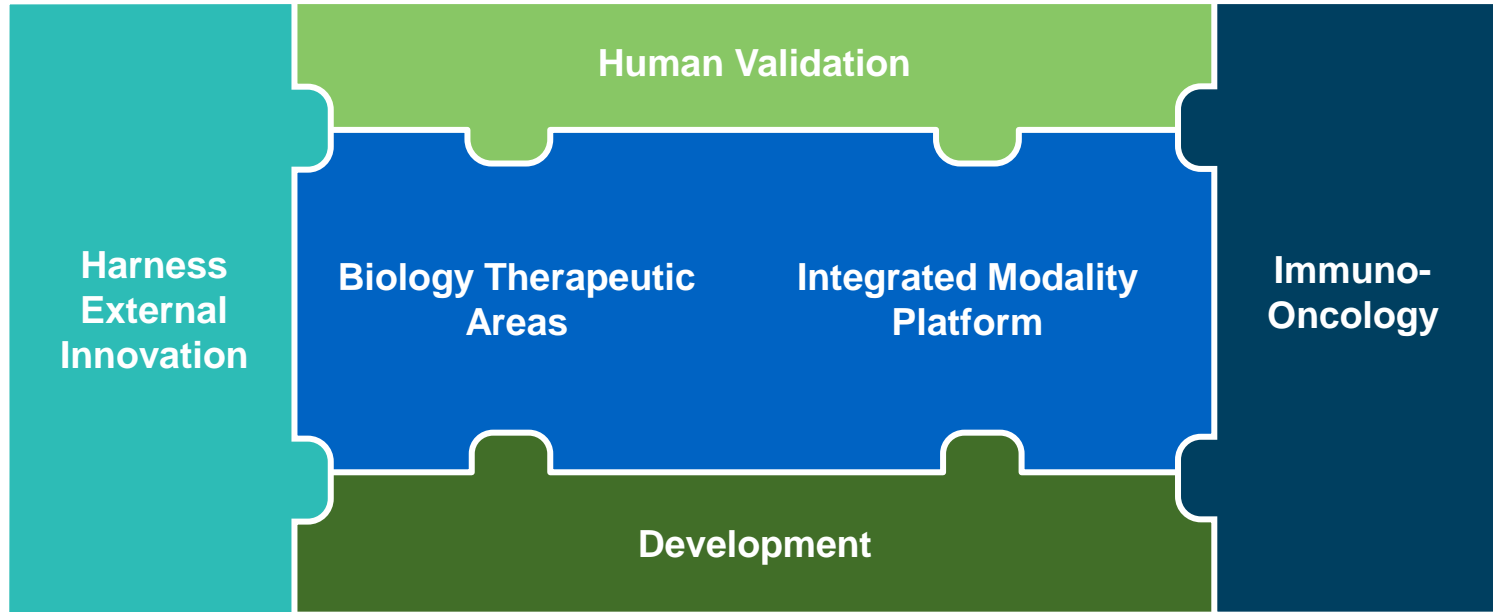 Human Validation
Harness
External
Innovation
Biology Therapeutic
Areas
Integrated Modality
Platform
Immuno-
Oncology
Development